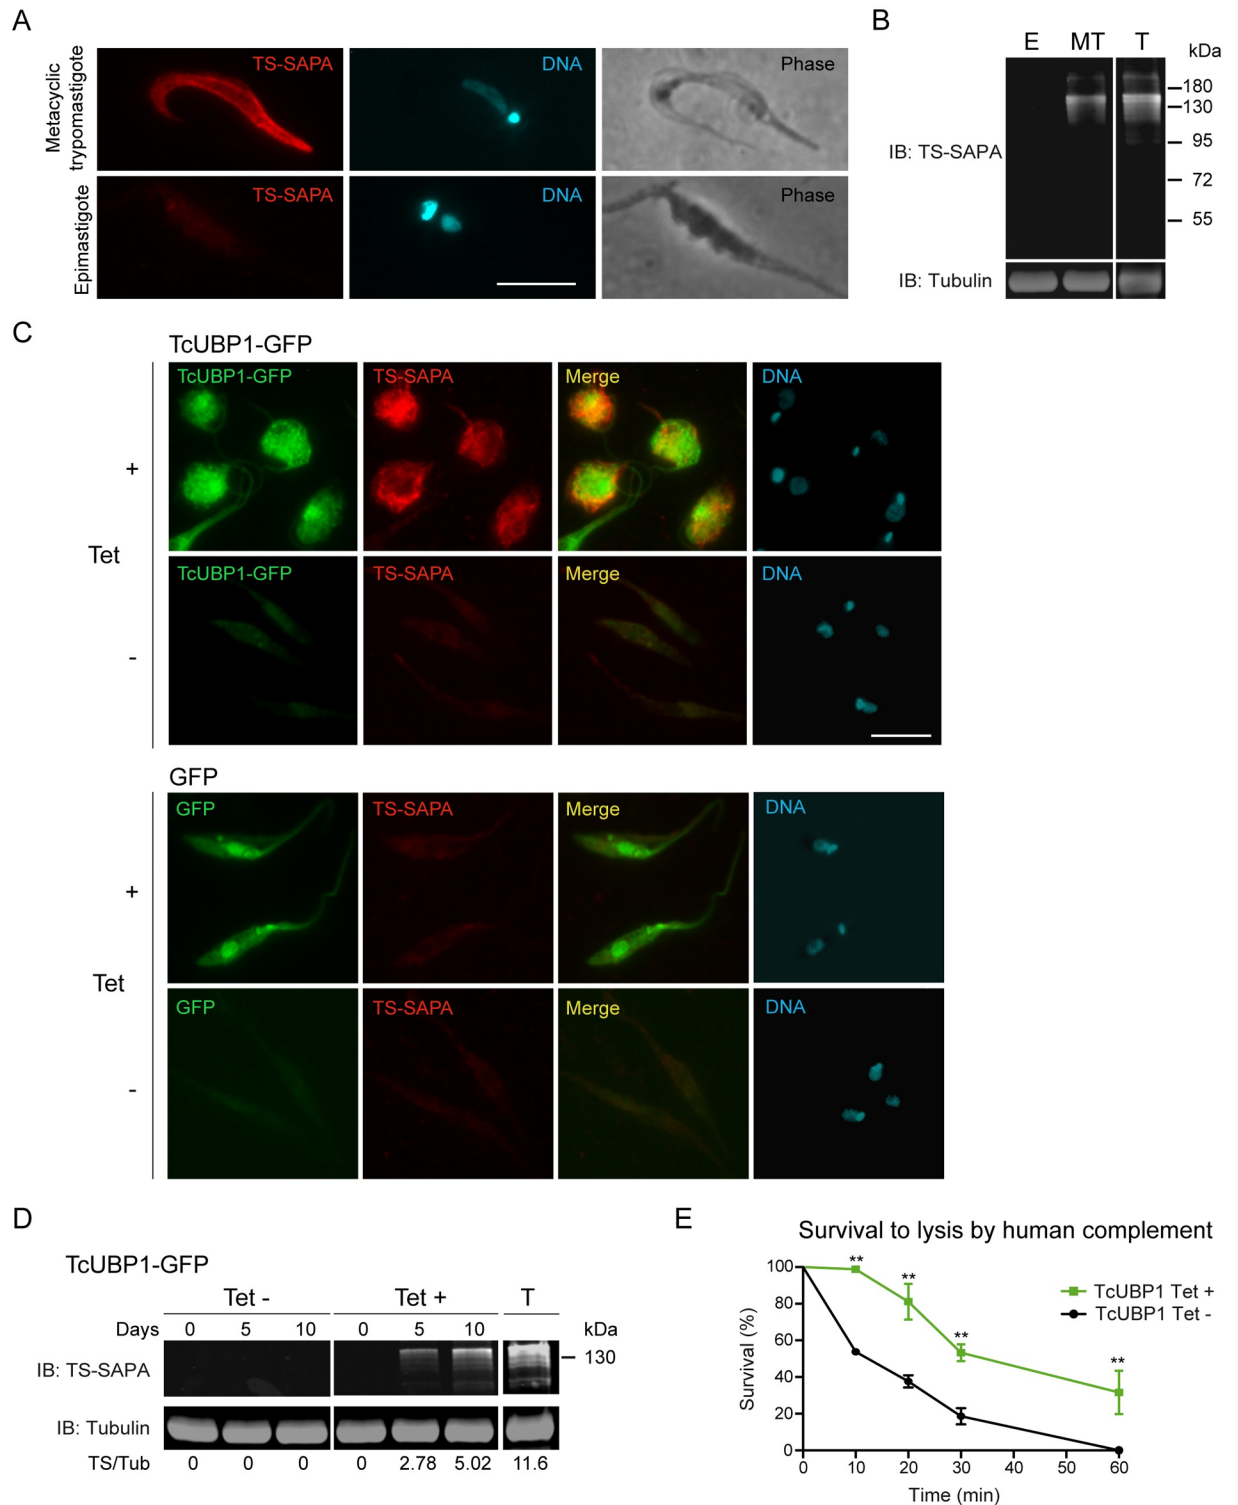 A
Metacyclic
trypomastigote
TS-SAPA
DNA
Phase
Epimastigote
TS-SAPA
DNA
Phase
B
E MT T
kDa
IB: TS-SAPA
180
130
95
72
55
IB: Tubulin
C
TcUBP1-GFP
TcUBP1-GFP TS-SAPA Merge DNA
+
Tet
TcUBP1-GFP TS-SAPA Merge DNA
-
GFP
GFP TS-SAPA Merge DNA
+
Tet
GFP TS-SAPA Merge DNA
-
D
TcUBP1-GFP
Tet - Tet + T
Days 0 5 10 0 5 10 kDa
IB: TS-SAPA 130
IB: Tubulin
TS/Tub 0 0 0 0 2.78 5.02 11.6
E
Survival to lysis by human complement
Survival (%)
100
80
60
40
20
0
** ** ** **
TcUBP1 Tet +
TcUBP1 Tet -
0 10 20 30 40 50 60
Time (min)